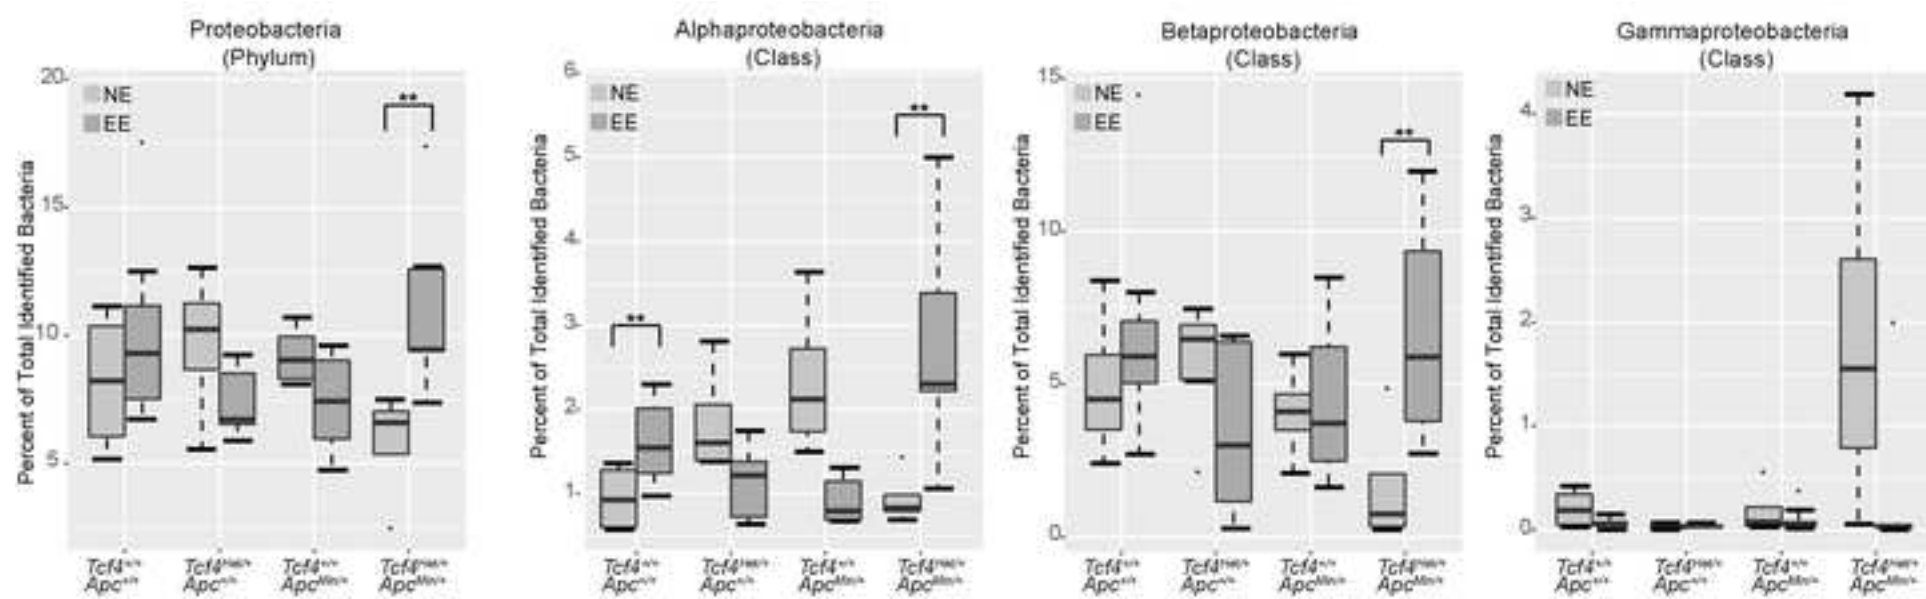 Proteobacteria
(Phylum)
Percent of Total Identified Bacteria
20
15
10
5
NE
EE
**
Tcf4+/+
Apc+/+
Tcf4Het/+
Apc+/+
Tcf4+/+
ApcMin/+
Tcf4Het/+
ApcMin/+
Alphaproteobacteria
(Class)
Percent of Total Identified Bacteria
6
5
4
3
2
1
NE
EE
**
**
Tcf4+/+
Apc+/+
Tcf4Het/+
Apc+/+
Tcf4+/+
ApcMin/+
Tcf4Het/+
ApcMin/+
Betaproteobacteria
(Class)
Percent of Total Identified Bacteria
15
10
5
0
NE
EE
**
Tcf4+/+
Apc+/+
Tcf4Het/+
Apc+/+
Tcf4+/+
ApcMin/+
Tcf4Het/+
ApcMin/+
Gammaproteobacteria
(Class)
Percent of Total Identified Bacteria
4
3
2
1
0
NE
EE
Tcf4+/+
Apc+/+
Tcf4Het/+
Apc+/+
Tcf4+/+
ApcMin/+
Tcf4Het/+
ApcMin/+